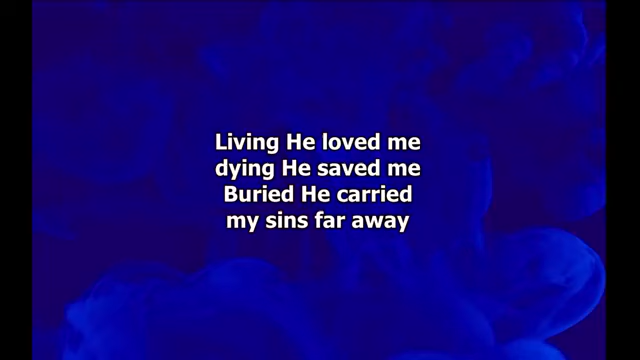 Living He loved me
dying He saved me
Buried He carried
my sins far away